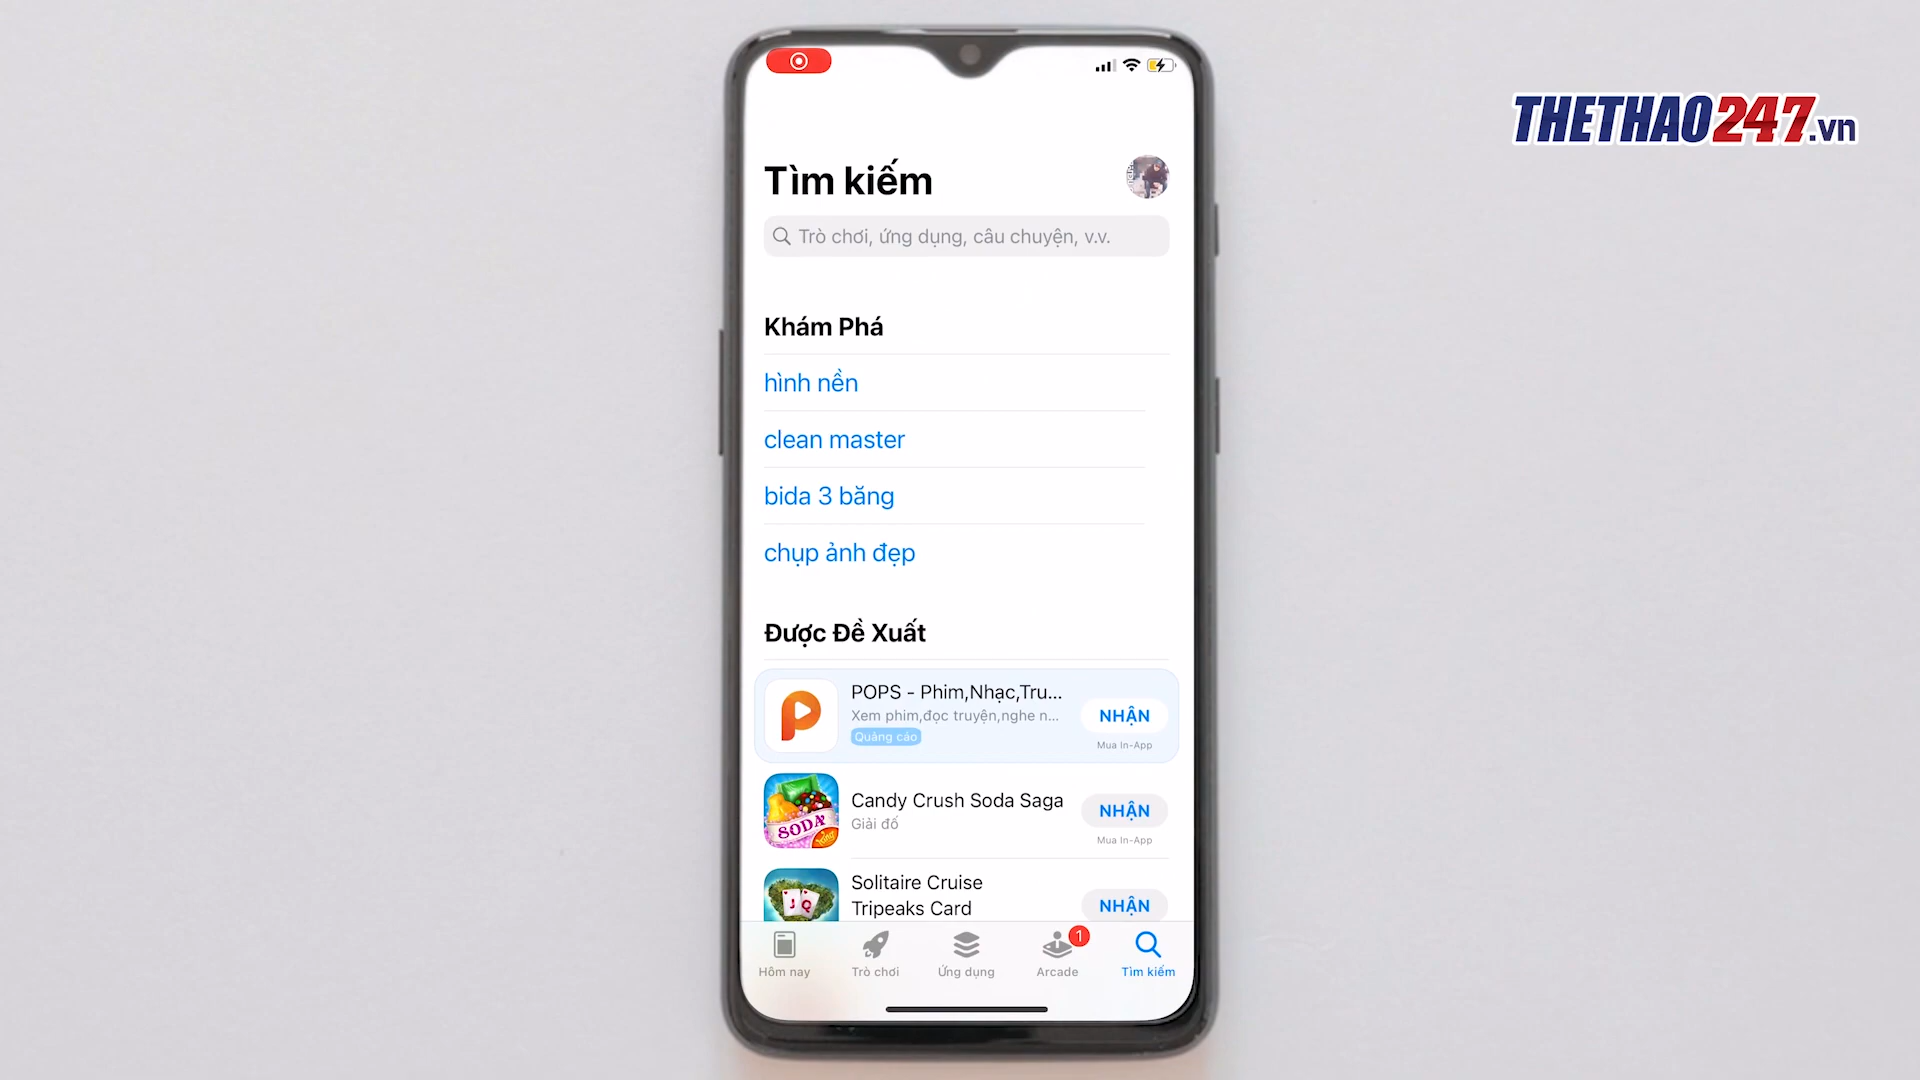 THETHAO247.vn
Tìm kiếm
Trò chơi, ứng dụng, câu chuyện, v.v.
Khám Phá
hình nền
clean master
bida 3 băng
chụp ảnh đẹp
Được Đề Xuất
POPS - Phim,Nhạc,Tru...
Xem phim,đọc truyện,nghe n...
Quảng cáo
NHẬN
Mua In-App
SODA
King
Candy Crush Soda Saga
Giải đố
NHẬN
Mua In-App
J Q
Solitaire Cruise
Tripeaks Card
NHẬN
1
Hôm nay
Trò chơi
Ứng dụng
Arcade
Tìm kiếm